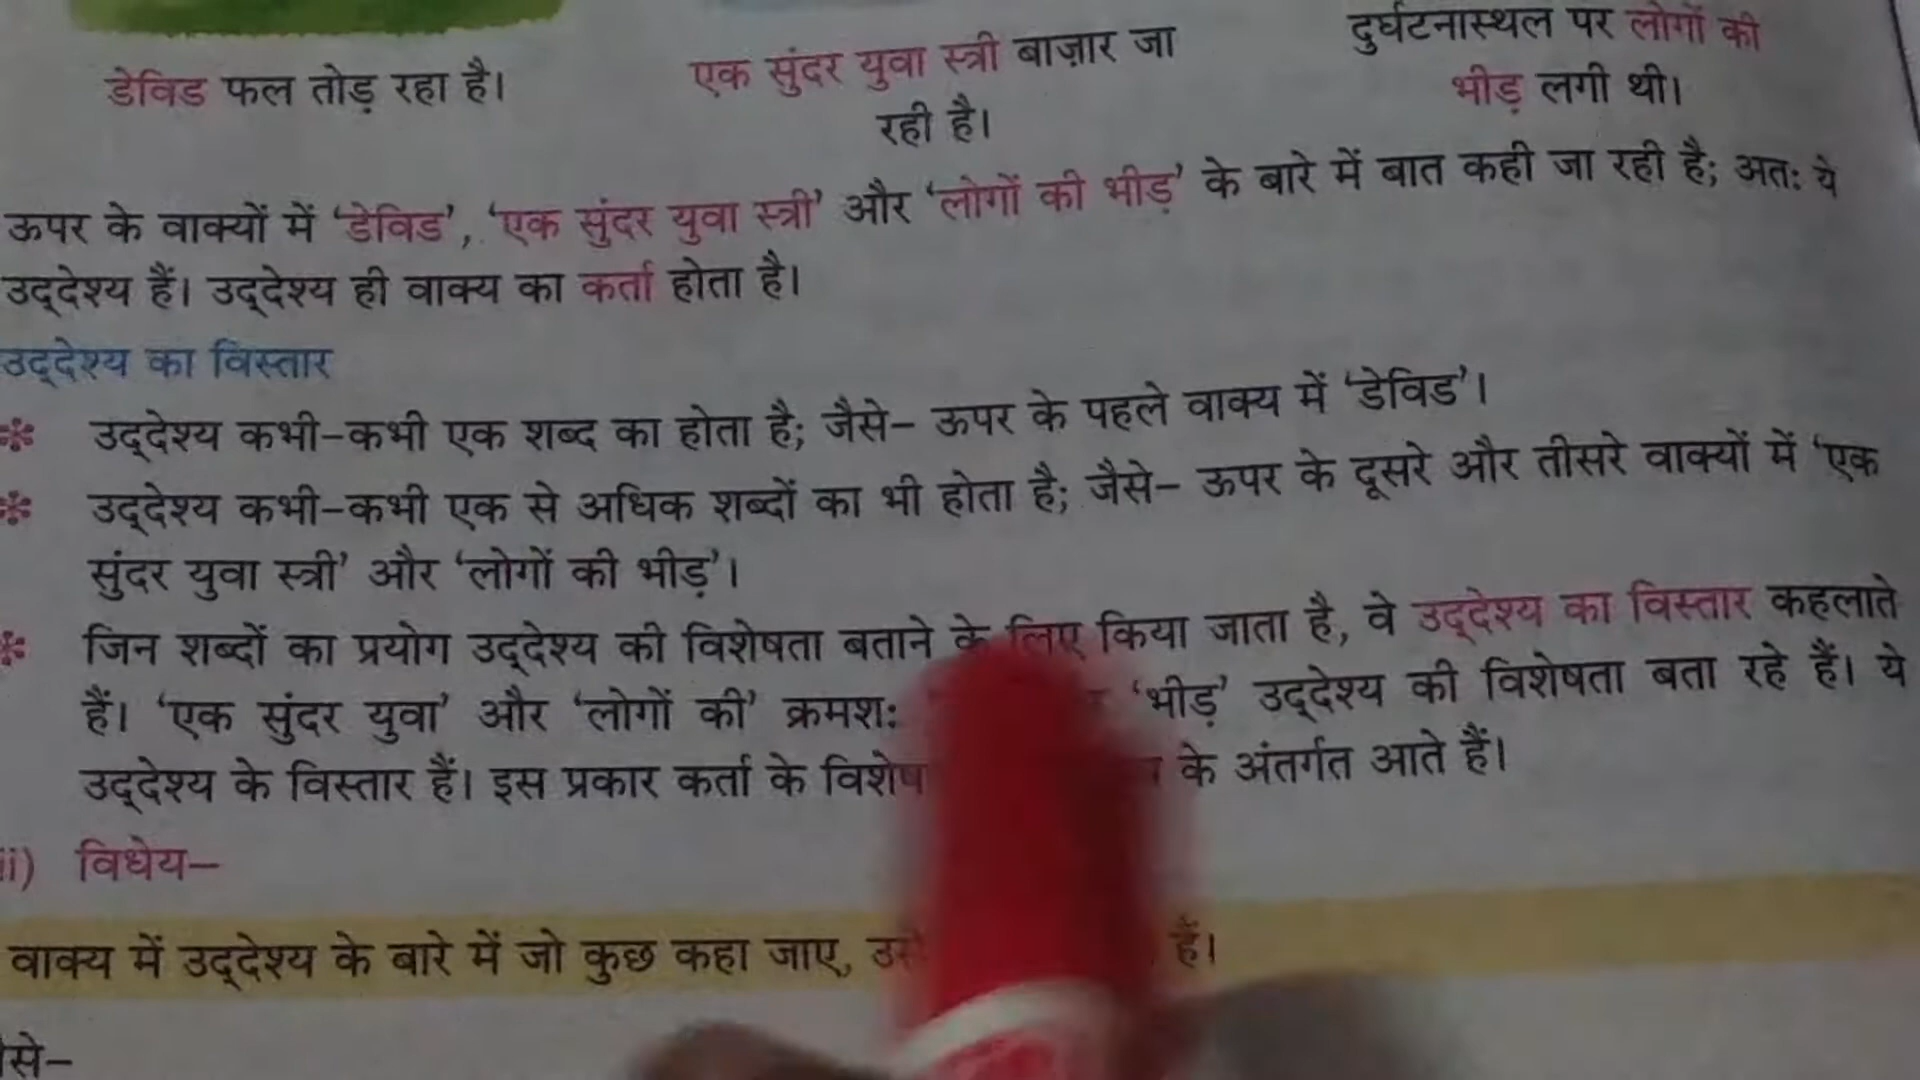 डेविड फल तोड़ रहा है।
एक सुंदर युवा स्त्री बाज़ार जा
रही है।
दुर्घटनास्थल पर लोगों की
भीड़ लगी थी।
ऊपर के वाक्यों में ‘डेविड’, ‘एक सुंदर युवा स्त्री’ और ‘लोगों की भीड़’ के बारे में बात कही जा रही है; अतः ये
उद्‌देश्य हैं। उद्‌देश्य ही वाक्य का कर्ता होता है।
उद्‌देश्य का विस्तार
उद्‌देश्य कभी-कभी एक शब्द का होता है; जैसे- ऊपर के पहले वाक्य में ‘डेविड’।
उद्‌देश्य कभी-कभी एक से अधिक शब्दों का भी होता है; जैसे- ऊपर के दूसरे और तीसरे वाक्यों में ‘एक
सुंदर युवा स्त्री’ और ‘लोगों की भीड़’।
जिन शब्दों का प्रयोग उद्‌देश्य की विशेषता बताने के लिए किया जाता है, वे उद्‌देश्य का विस्तार कहलाते
हैं। ‘एक सुंदर युवा’ और ‘लोगों की’ क्रमशः ‘भीड़’ उद्‌देश्य की विशेषता बता रहे हैं। ये
उद्‌देश्य के विस्तार हैं। इस प्रकार कर्ता के के अंतर्गत आते हैं।
ii) विधेय–
वाक्य में उद्‌देश्य के बारे में जो कुछ कहा जाए, हैं।